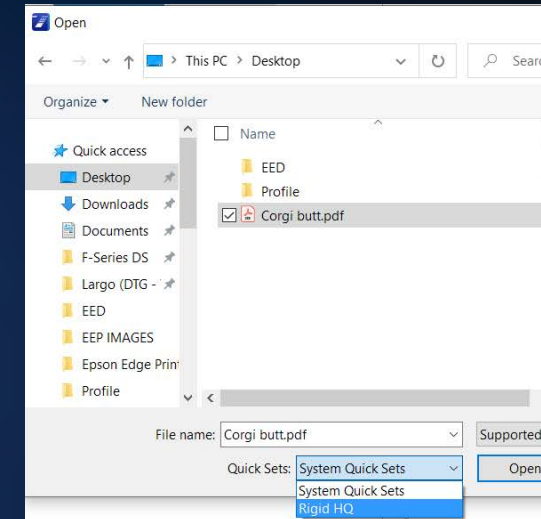 Open
This PC > Desktop
Sear
Organize
New folder
Name
Quick access
Desktop
Downloads
Documents
F-Series DS
Largo (DTG -
EED
EEP IMAGES
Epson Edge Print
Profile
EED
Profile
Corgi butt.pdf
File name: Corgi butt.pdf
Supported
Quick Sets: System Quick Sets
Open
System Quick Sets
Rigid HQ